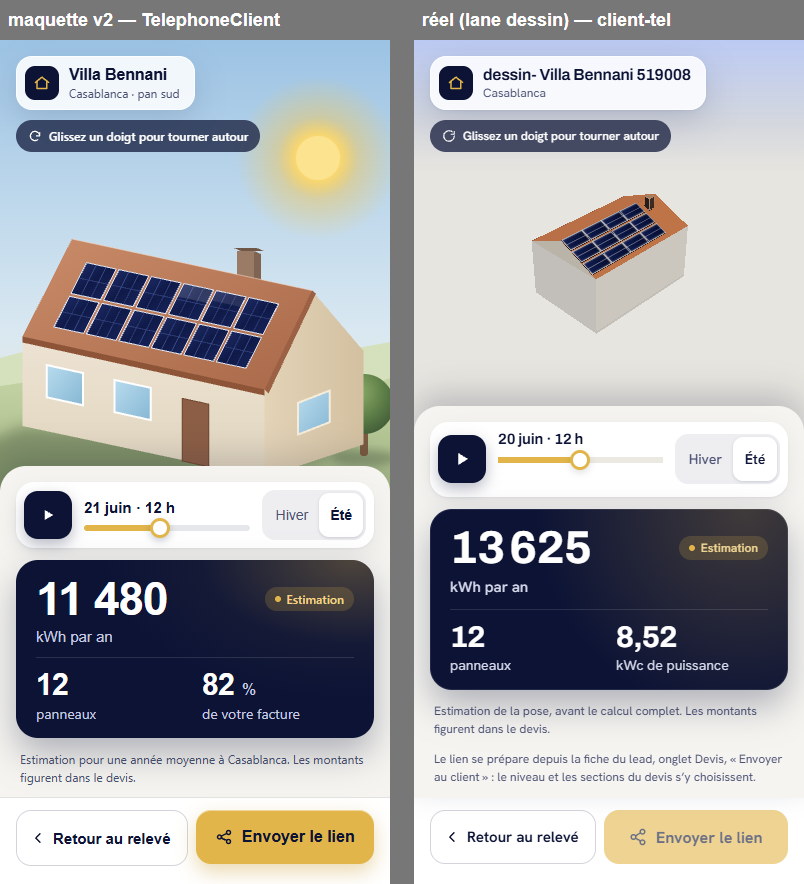 maquette v2 — TelephoneClient
Villa Bennani
Casablanca · pan sud
Glissez un doigt pour tourner autour
21 juin · 12 h
Hiver
Été
11 480
Estimation
kWh par an
12
82 %
panneaux
de votre facture
Estimation pour une année moyenne à Casablanca. Les montants
figurent dans le devis.
Retour au relevé
Envoyer le lien
réel (lane dessin) — client-tel
dessin- Villa Bennani 519008
Casablanca
Glissez un doigt pour tourner autour
20 juin · 12 h
Hiver
Été
13 625
Estimation
kWh par an
12
8,52
panneaux
kWc de puissance
Estimation de la pose, avant le calcul complet. Les montants
figurent dans le devis.
Le lien se prépare depuis la fiche du lead, onglet Devis, « Envoyer
au client » : le niveau et les sections du devis s’y choisissent.
Retour au relevé
Envoyer le lien